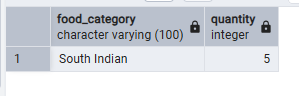 food_category quantity
character varying (100) integer
1 South Indian 5